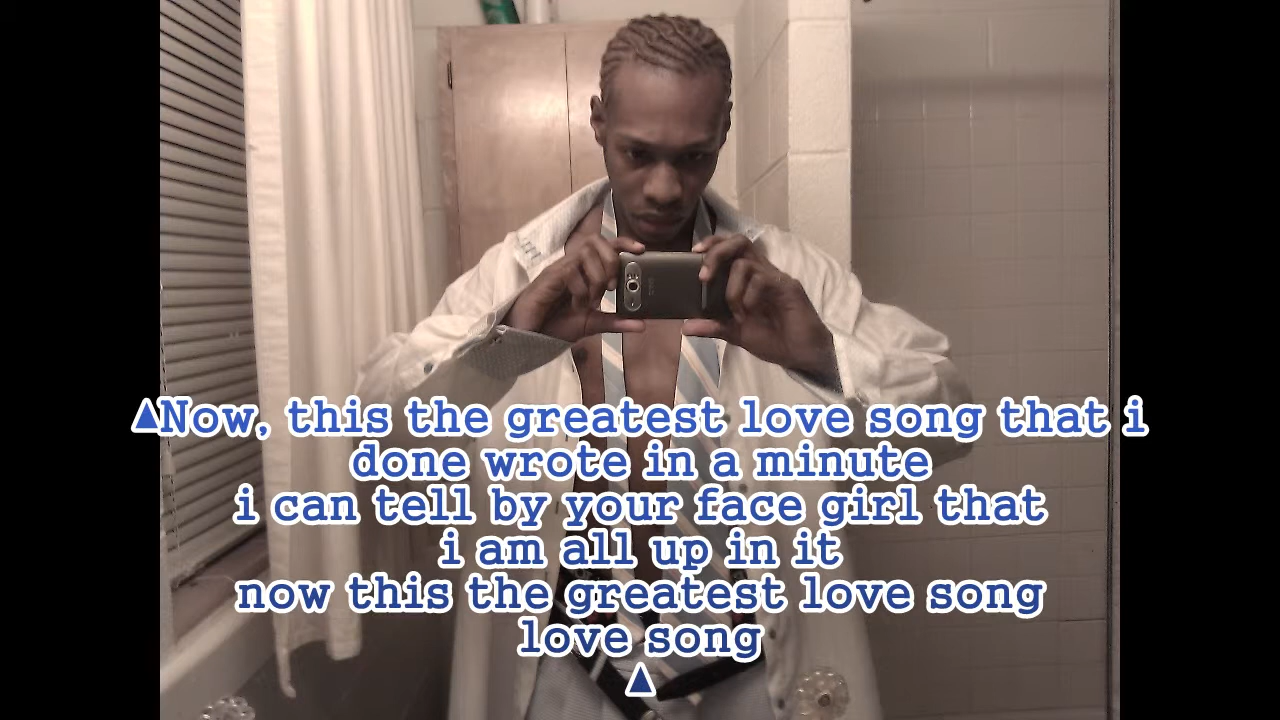 ▲Now, this the greatest love song that i
done wrote in a minute
i can tell by your face girl that
i am all up in it
now this the greatest love song
love song
▲